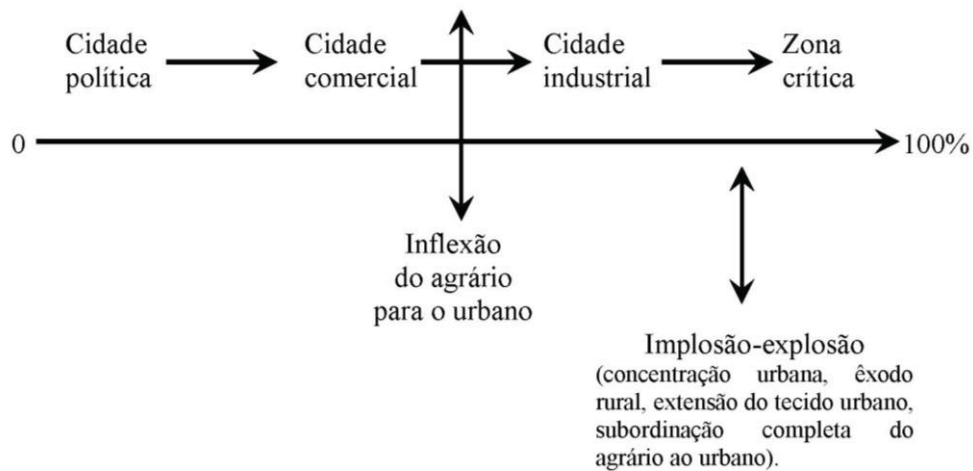 Cidade política
Cidade comercial
Cidade industrial
Zona crítica
0
100%
Inflexão
do agrário
para o urbano
Implosão-explosão
(concentração urbana, êxodo
rural, extensão do tecido urbano,
subordinação completa do
agrário ao urbano).